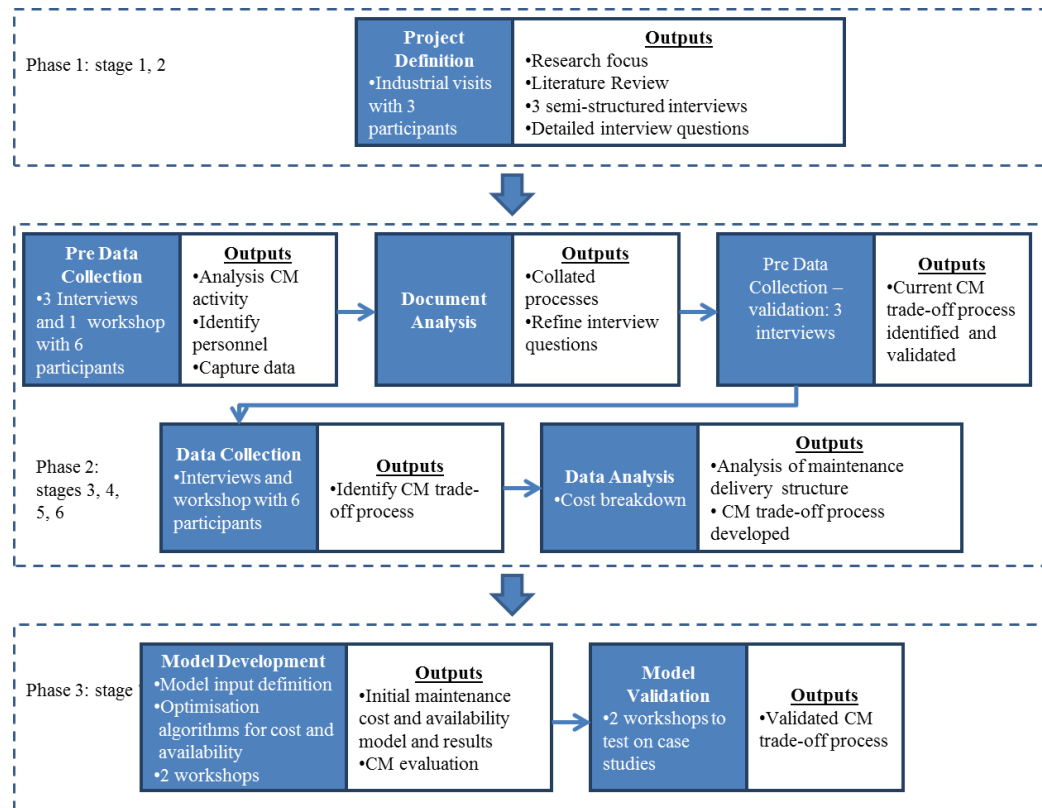 Phase 1: stage 1, 2
Project
Definition
•Industrial visits
with 3
participants
Outputs
•Research focus
•Literature Review
•3 semi-structured interviews
•Detailed interview questions
Pre Data
Collection
•3 Interviews
and 1 workshop
with 6
participants
Outputs
•Analysis CM
activity
•Identify
personnel
•Capture data
Document
Analysis
Outputs
•Collated
processes
•Refine interview
questions
Pre Data
Collection –
validation: 3
interviews
Outputs
•Current CM
trade-off process
identified and
validated
Phase 2:
stages 3, 4,
5, 6
Data Collection
•Interviews and
workshop with 6
participants
Outputs
•Identify CM trade-
off process
Data Analysis
•Cost breakdown
Outputs
•Analysis of maintenance
delivery structure
• CM trade-off process
developed
Phase 3: stage
Model Development
•Model input definition
•Optimisation
algorithms for cost and
availability
•2 workshops
Outputs
•Initial maintenance
cost and availability
model and results
•CM evaluation
Model
Validation
•2 workshops to
test on case
studies
Outputs
•Validated CM
trade-off process